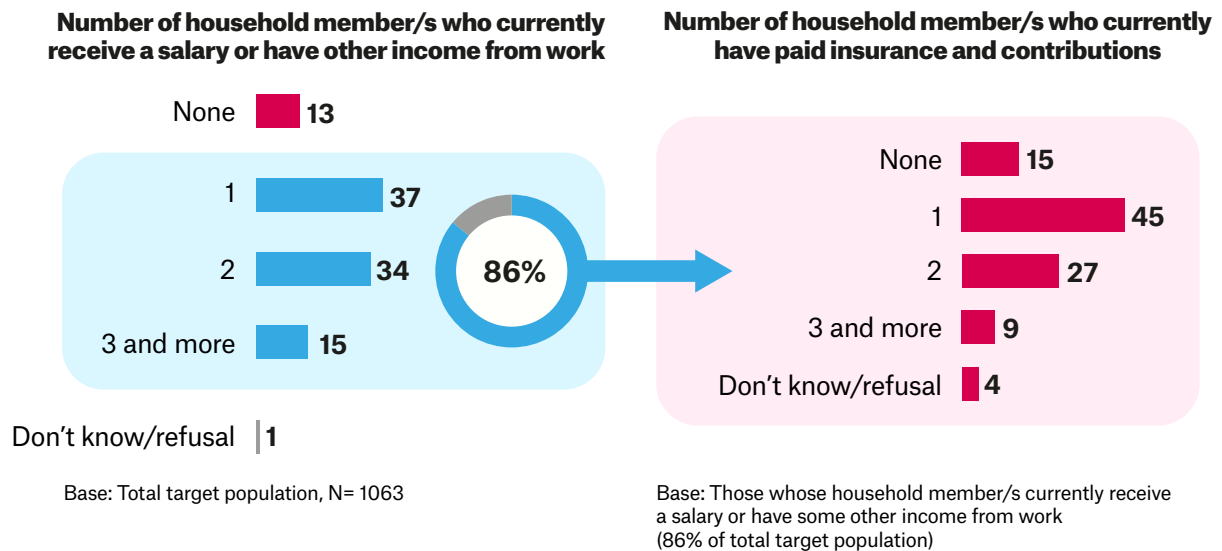 Number of household member/s who currently
receive a salary or have other income from work
None 13
1 37
2 34
3 and more 15
86%
Don't know/refusal 1
Base: Total target population, N= 1063
Number of household member/s who currently
have paid insurance and contributions
None 15
1 45
2 27
3 and more 9
Don't know/refusal 4
Base: Those whose household member/s currently receive
a salary or have some other income from work
(86% of total target population)